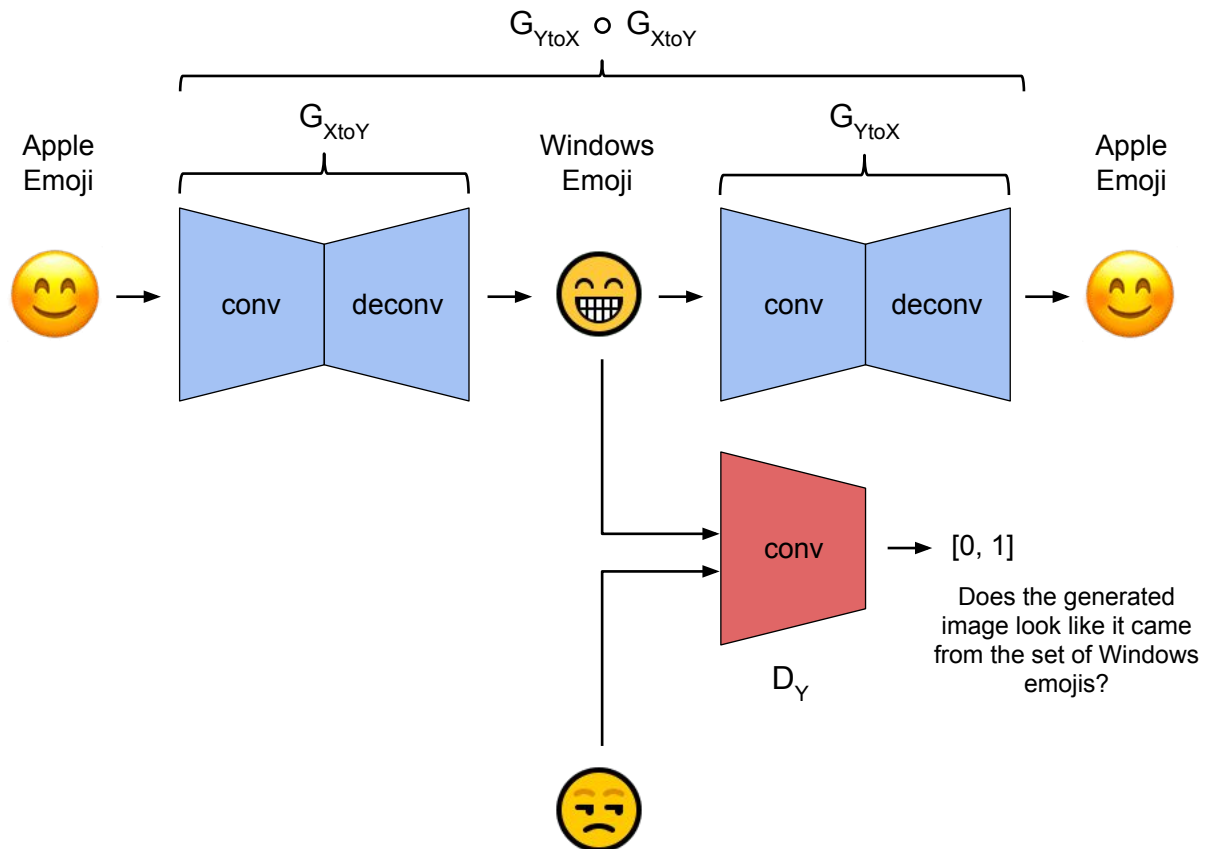 G_YtoX ○ G_XtoY
G_XtoY
G_YtoX
Apple
Emoji
Windows
Emoji
Apple
Emoji
conv
deconv
conv
deconv
conv
[0, 1]
Does the generated
image look like it came
from the set of Windows
emojis?
D_Y